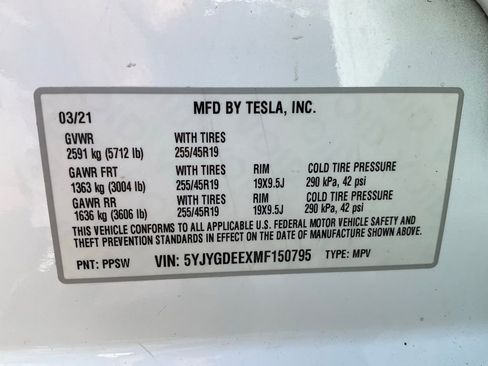 03/21 MFD BY TESLA, INC.
GVWR WITH TIRES
2591 kg (5712 lb) 255/45R19
GAWR FRT WITH TIRES RIM COLD TIRE PRESSURE
1363 kg (3004 lb) 255/45R19 19X9.5J 290 kPa, 42 psi
GAWR RR WITH TIRES RIM COLD TIRE PRESSURE
1636 kg (3606 lb) 255/45R19 19X9.5J 290 kPa, 42 psi
THIS VEHICLE CONFORMS TO ALL APPLICABLE U.S. FEDERAL MOTOR VEHICLE SAFETY AND
THEFT PREVENTION STANDARDS IN EFFECT ON THE DATE OF MANUFACTURE SHOWN ABOVE.
PNT: PPSW VIN: 5YJYGDEEXMF150795 TYPE: MPV